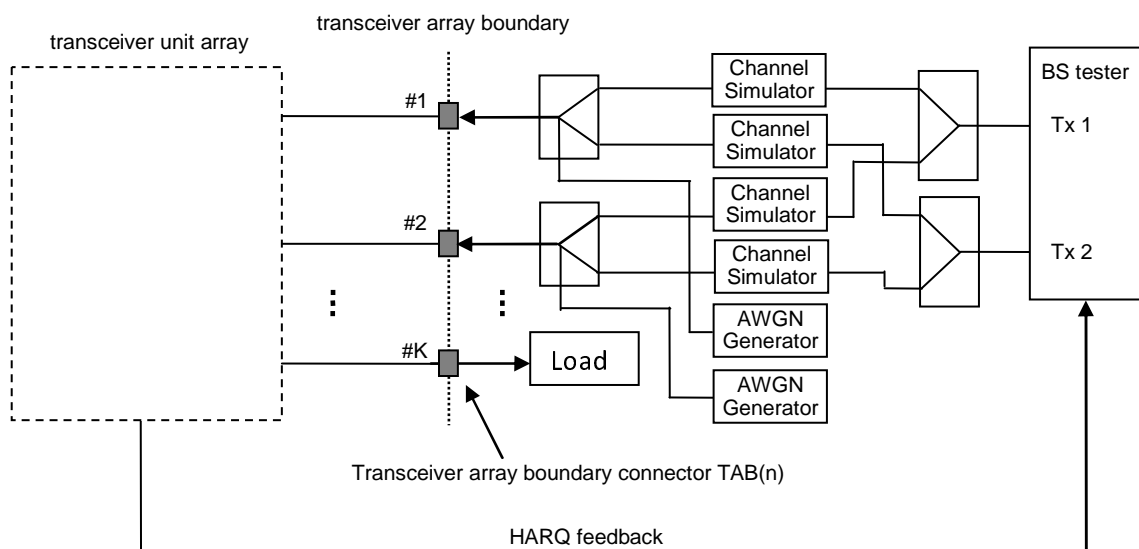 transceiver array boundary
transceiver unit array
Channel
Simulator
BS tester
#1
Tx 1
Channel
Simulator
Channel
Simulator
#2
Channel
Simulator
Tx 2
AWGN
Generator
#K
Load
AWGN
Generator
Transceiver array boundary connector TAB(n)
HARQ feedback